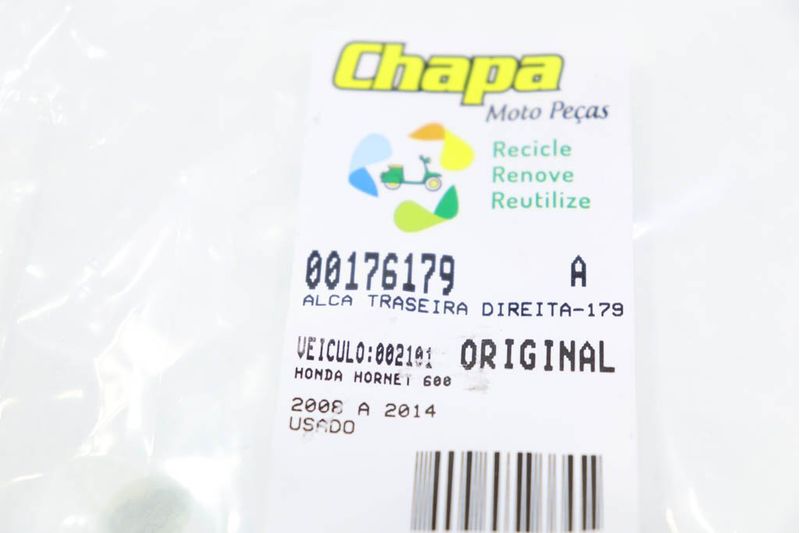 Chapa
Moto Peças
Recicle
Renove
Reutilize
00176179 A
ALCA TRASEIRA DIREITA-179
VEICULO:002101 ORIGINAL
HONDA HORNET 600
2008 A 2014
USADO